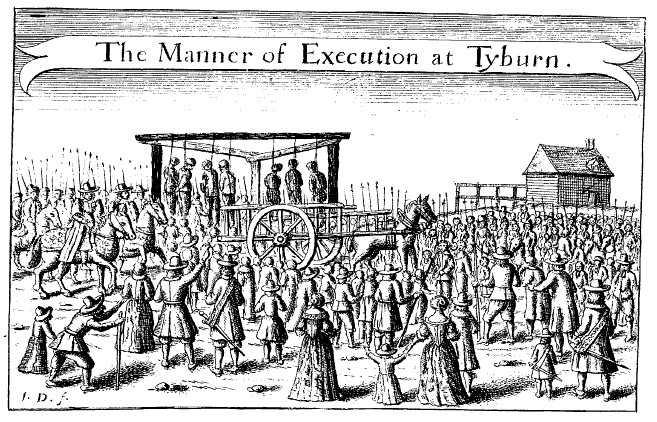 The Manner of Execution at Tyburn.
I. D. f.